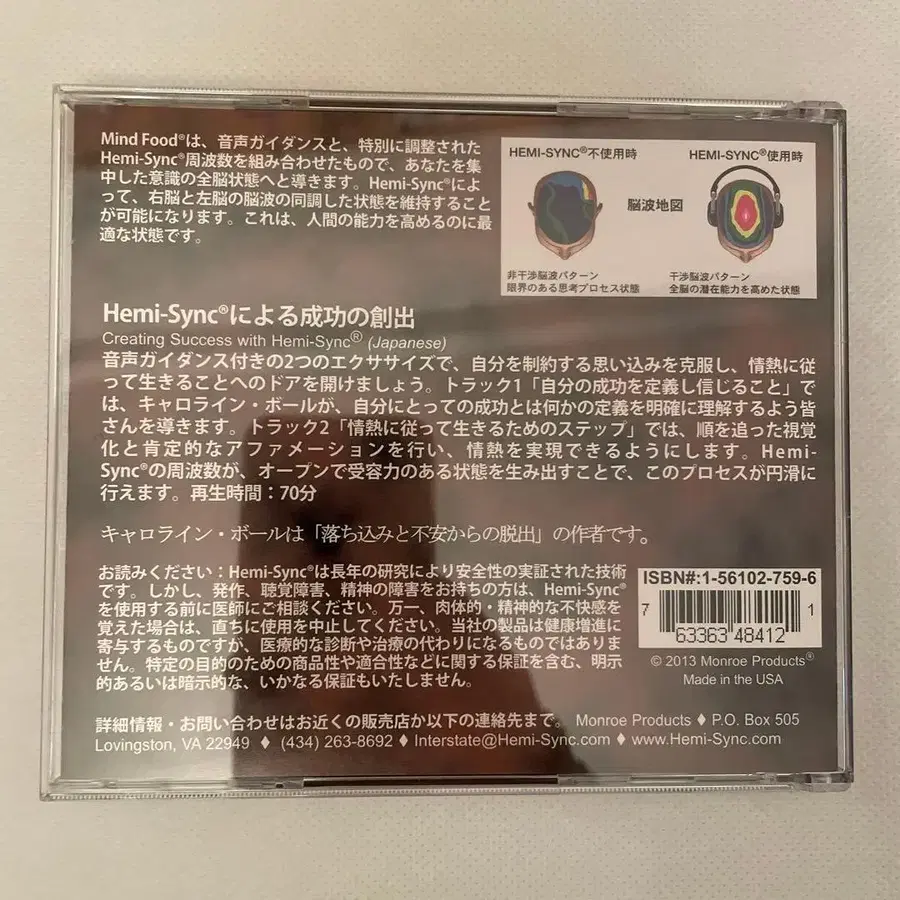 Mind Food®は、音声ガイダンスと、特別に調整された
Hemi-Sync®周波数を組み合わせたもので、あなたを集
中した意識の全脳状態へと導きます。Hemi-Sync®によ
って、右脳と左脳の脳波の同調した状態を維持すること
が可能になります。これは、人間の能力を高めるのに最
適な状態です。
HEMI-SYNC®不使用時
HEMI-SYNC®使用時
脳波地図
非干渉脳波パターン
限界のある思考プロセス状態
干渉脳波パターン
全脳の潜在能力を高めた状態
Hemi-Sync®による成功の創出
Creating Success with Hemi-Sync® (Japanese)
音声ガイダンス付きの2つのエクササイズで、自分を制約する思い込みを克服し、情熱に従
って生きることへのドアを開けましょう。トラック1「自分の成功を定義し信じること」で
は、キャロライン・ボールが、自分にとっての成功とは何かの定義を明確に理解するよう皆
さんを導きます。トラック2「情熱に従って生きるためのステップ」では、順を追った視覚
化と肯定的なアファメーションを行い、情熱を実現できるようにします。Hemi-
Sync®の周波数が、オープンで受容力のある状態を生み出すことで、このプロセスが円滑に
行えます。再生時間：70分
キャロライン・ボールは「落ち込みと不安からの脱出」の作者です。
お読みください：Hemi-Sync®は長年の研究により安全性の実証された技術
です。しかし、発作、聴覚障害、精神の障害をお持ちの方は、Hemi-Sync®
を使用する前に医師にご相談ください。万一、肉体的・精神的な不快感を
覚えた場合は、直ちに使用を中止してください。当社の製品は健康増進に
寄与するものですが、医療的な診断や治療の代わりになるものではありま
せん。特定の目的のための商品性や適合性などに関する保証を含む、明示
的あるいは暗示的な、いかなる保証もいたしません。
ISBN#:1-56102-759-6
7 63363 48412 1
© 2013 Monroe Products®
Made in the USA
詳細情報・お問い合わせはお近くの販売店か以下の連絡先まで。 Monroe Products ♦ P.O. Box 505
Lovingston, VA 22949 ♦ (434) 263-8692 ♦ Interstate@Hemi-Sync.com ♦ www.Hemi-Sync.com